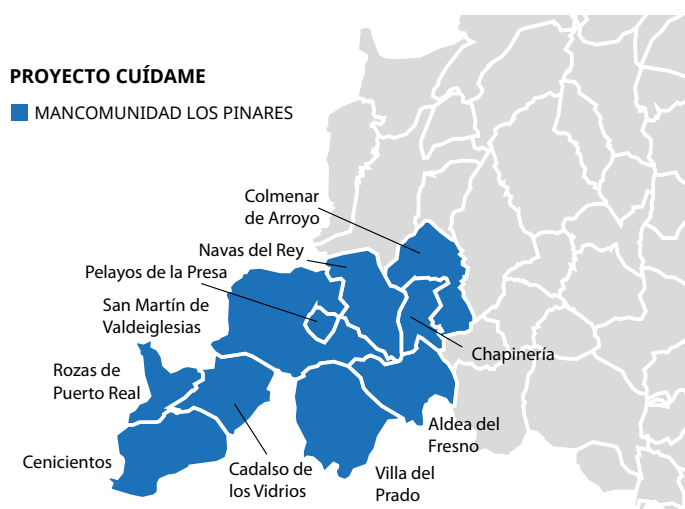 PROYECTO CUÍDAME
MANCOMUNIDAD LOS PINARES
Colmenar
de Arroyo
Navas del Rey
Pelayos de la Presa
San Martín de
Valdeiglesias
Chapinería
Rozas de
Puerto Real
Aldea del
Fresno
Cenicientos
Cadalso de
los Vidrios
Villa del
Prado